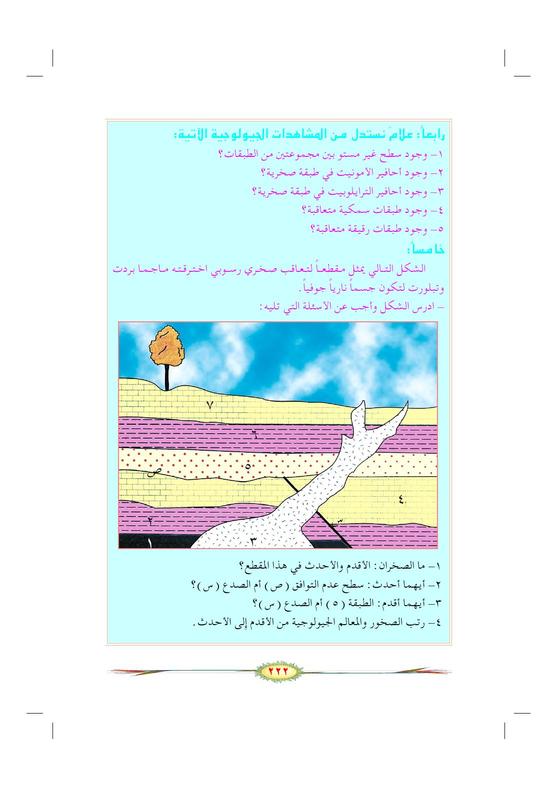 رابعاً: علامَ نستدل من المشاهدات الجيولوجية الآتية:
١- وجود سطح غير مستو بين مجموعتين من الطبقات؟
٢- وجود أحافير الأمونيت في طبقة صخرية؟
٣- وجود أحافير الترايلوبيت في طبقة صخرية؟
٤- وجود طبقات سمكية متعاقبة؟
٥- وجود طبقات رقيقة متعاقبة؟
خامساً:
الشكل التالي يمثل مقطعاً لتعاقب صخري رسوبي اخترقته ماجما بردت
وتبلورت لتكون جسماً نارياً جوفياً.
- ادرس الشكل وأجب عن الأسئلة التي تليه:
٧
٦
٥
ص
٤
٢
س
٣
١
١- ما الصخران: الأقدم والأحدث في هذا المقطع؟
٢- أيهما أحدث: سطح عدم التوافق (ص) أم الصدع (س)؟
٣- أيهما أقدم: الطبقة (٥) أم الصدع (س)؟
٤- رتب الصخور والمعالم الجيولوجية من الأقدم إلى الأحدث.
٢٢٢